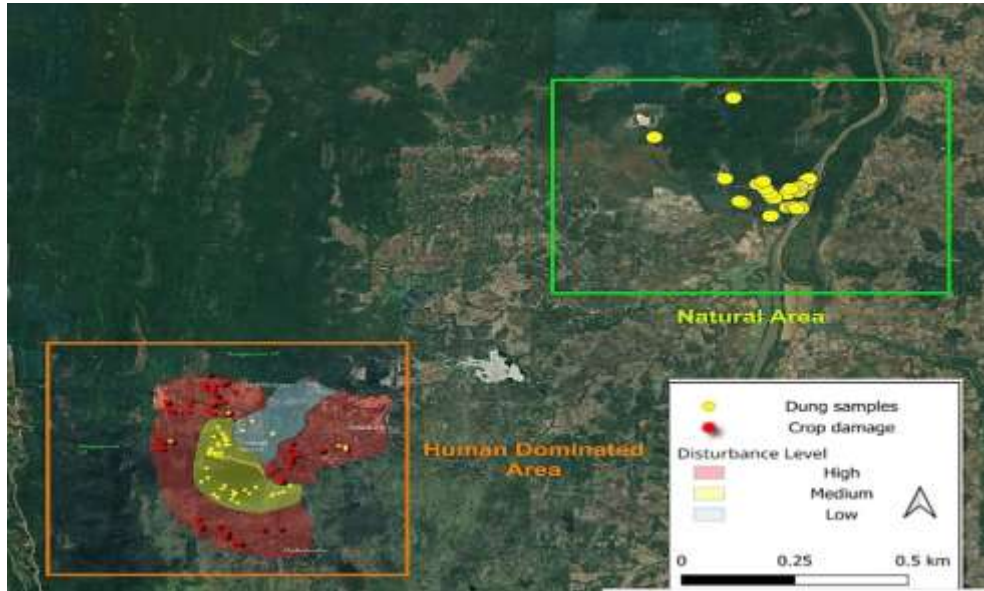 Natural Area
Human Dominated
Area
Dung samples
Crop damage
Disturbance Level
High
Medium
Low
0 0.25 0.5 km